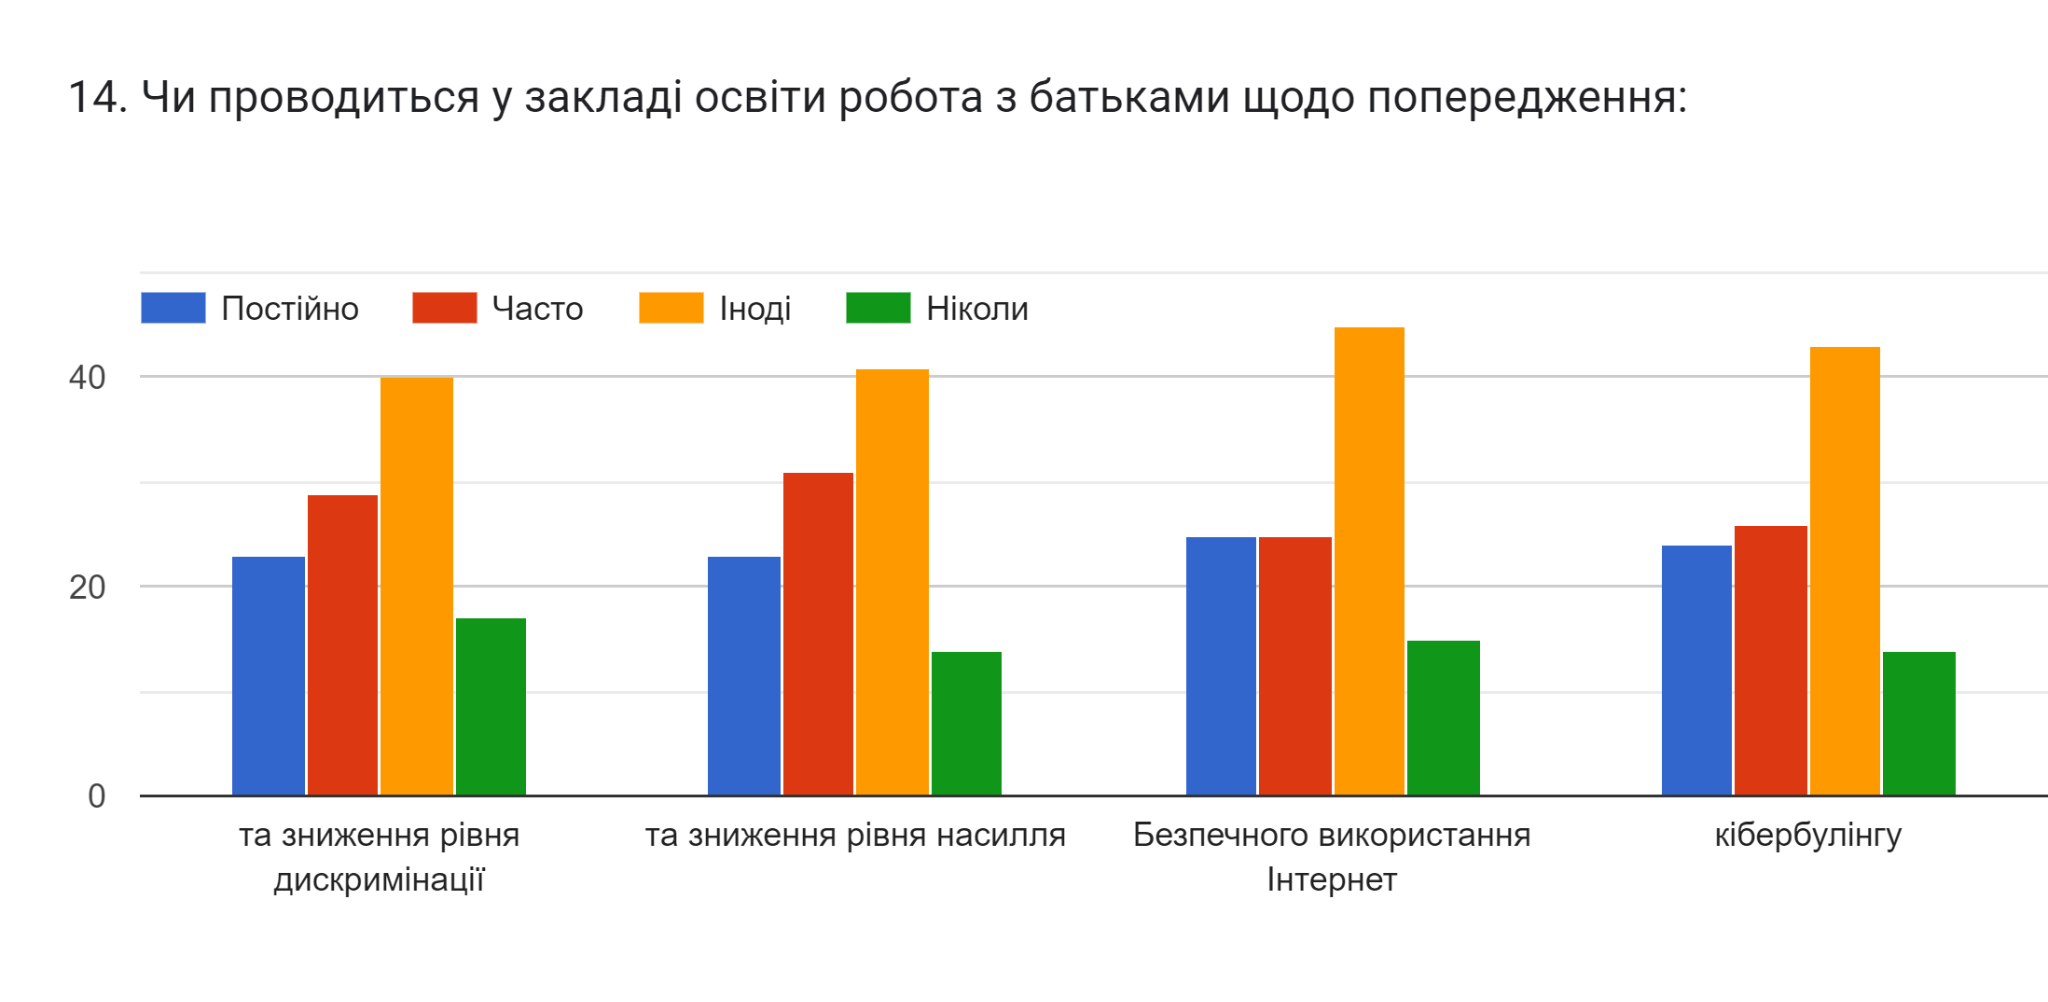 14. Чи проводиться у закладі освіти робота з батьками щодо попередження:
Постійно Часто Іноді Ніколи
40
20
0
та зниження рівня дискримінації
та зниження рівня насилля
Безпечного використання Інтернет
кібербулінгу